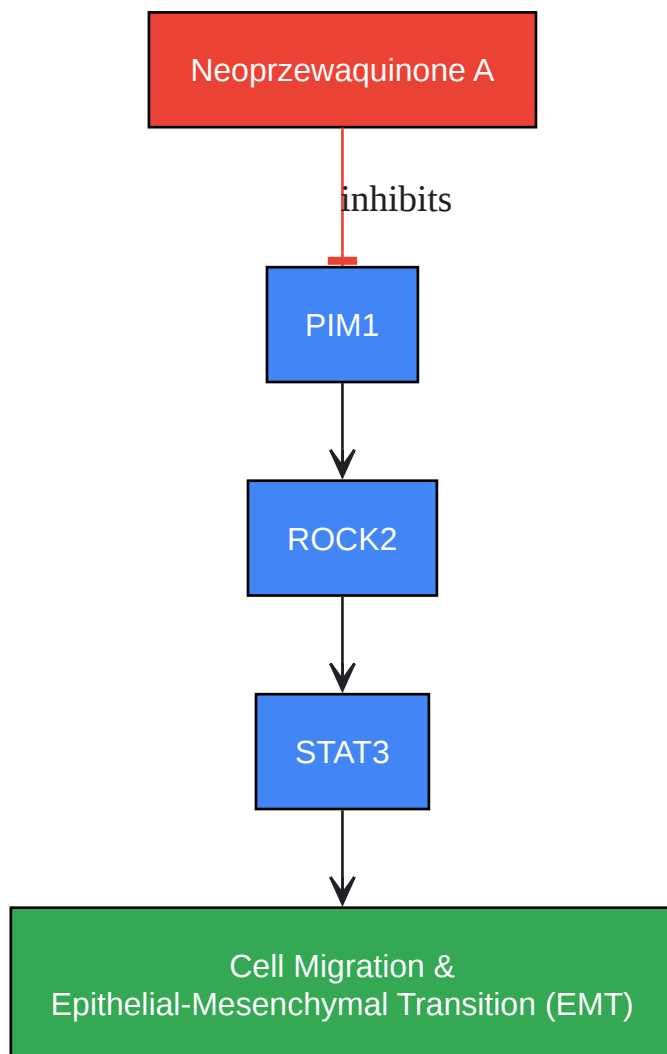 Neoprzewaquinone A
inhibits
PIM1
ROCK2
STAT3
Cell Migration &
Epithelial-Mesenchymal Transition (EMT)